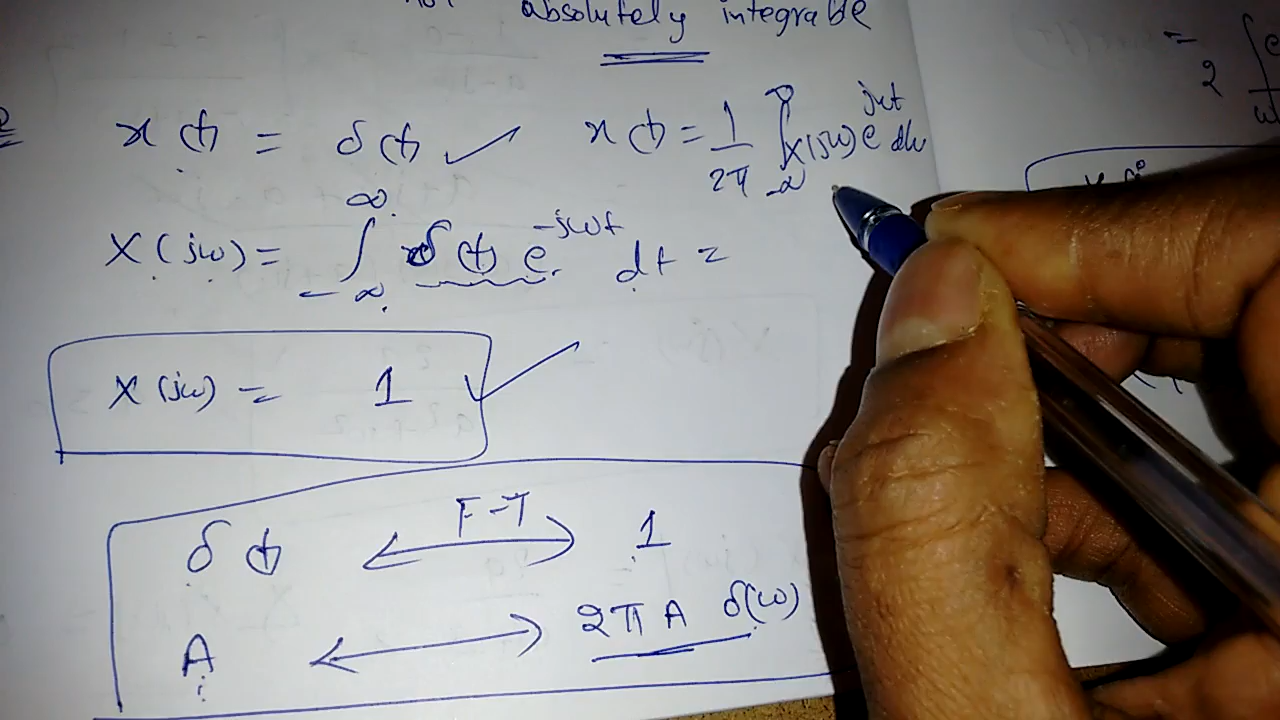 absolutely integrable
x(t) = δ(t) ✓ x(t) = 1/2π ∫_{-∞}^{∞} X(jω) e^{jωt} dω
X(jω) = ∫_{-∞}^{∞} δ(t) e^{-jωt} dt =
X(jω) = 1 ✓
δ(t) ⟷ F-T 1
A ⟷ 2πA δ(ω)